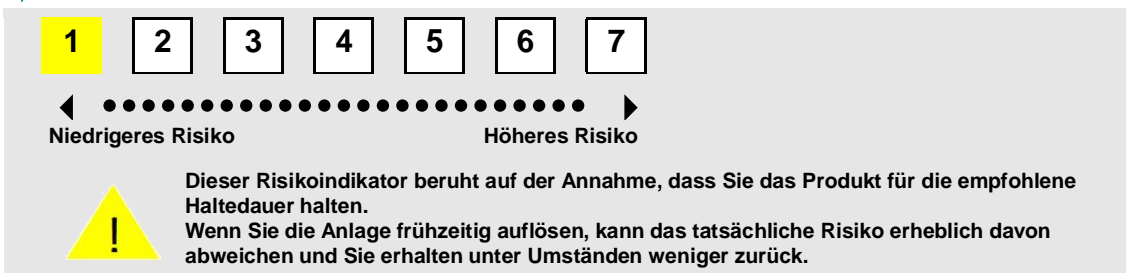 1 2 3 4 5 6 7
Niedrigeres Risiko Höheres Risiko
Dieser Risikoindikator beruht auf der Annahme, dass Sie das Produkt für die empfohlene
Haltedauer halten.
Wenn Sie die Anlage frühzeitig auflösen, kann das tatsächliche Risiko erheblich davon
abweichen und Sie erhalten unter Umständen weniger zurück.
!